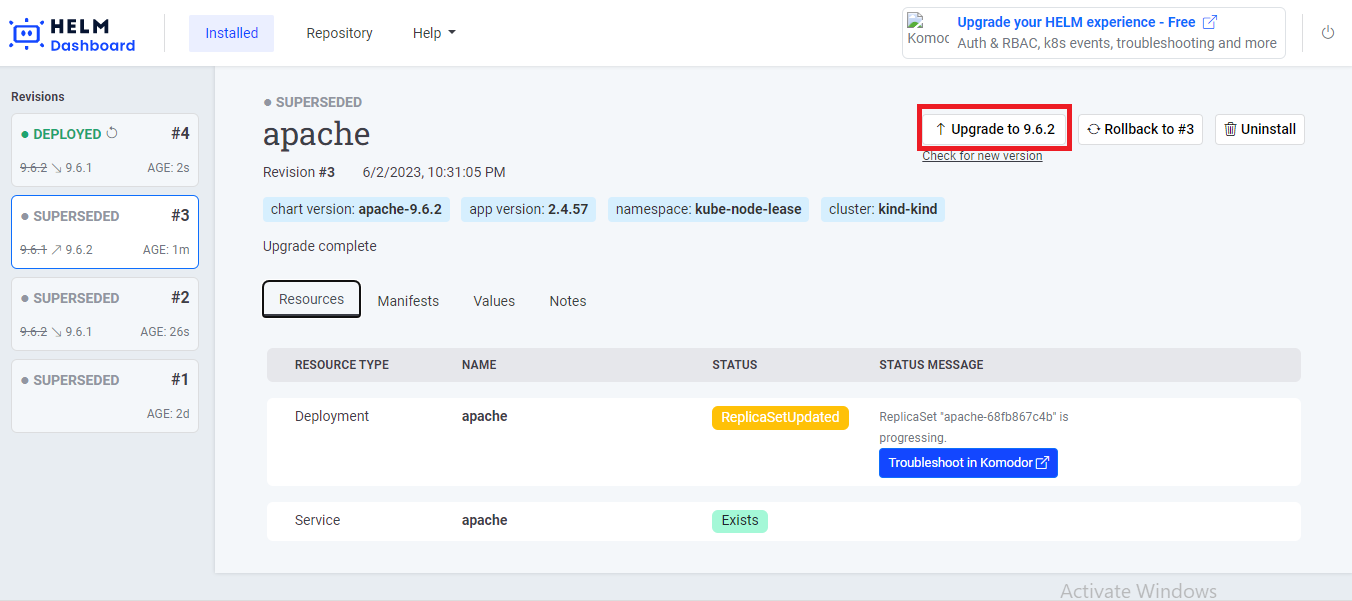 HELM
Dashboard
Installed
Repository
Help
Komod
Upgrade your HELM experience - Free
Auth & RBAC, k8s events, troubleshooting and more
Revisions
DEPLOYED #4
9.6.2 ↘ 9.6.1 AGE: 2s
SUPERSEDED #3
9.6.1 ↗ 9.6.2 AGE: 1m
SUPERSEDED #2
9.6.2 ↘ 9.6.1 AGE: 26s
SUPERSEDED #1
AGE: 2d
SUPERSEDED
apache
Revision #3 6/2/2023, 10:31:05 PM
↑ Upgrade to 9.6.2
Check for new version
Rollback to #3
Uninstall
chart version: apache-9.6.2 app version: 2.4.57 namespace: kube-node-lease cluster: kind-kind
Upgrade complete
Resources Manifests Values Notes
RESOURCE TYPE NAME STATUS STATUS MESSAGE
Deployment apache ReplicaSetUpdated ReplicaSet "apache-68fb867c4b" is
progressing.
Troubleshoot in Komodor
Service apache Exists
Activate Windows